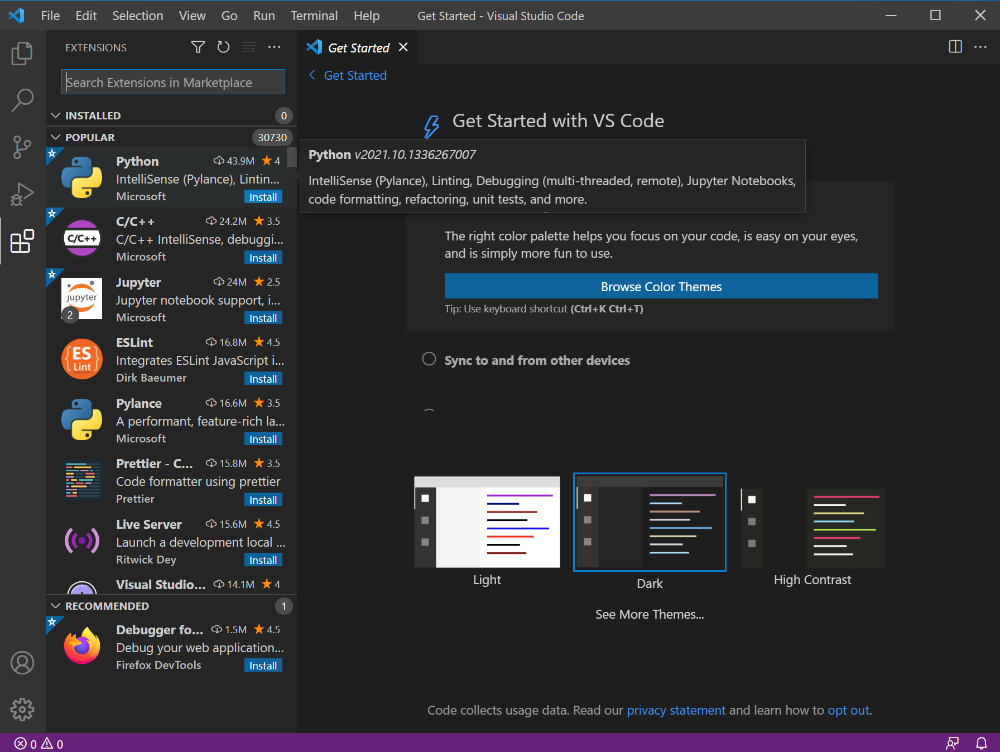 File Edit Selection View Go Run Terminal Help
Get Started - Visual Studio Code
EXTENSIONS
Search Extensions in Marketplace
INSTALLED 0
POPULAR 30730
Python 43.9M 4
IntelliSense (Pylance), Lintin...
Microsoft Install
C/C++
C/C++ 24.2M 3.5
C/C++ IntelliSense, debuggi...
Microsoft Install
jupyter
2
Jupyter 24M 2.5
Jupyter notebook support, i...
Microsoft Install
{ES}
Lint
ESLint 16.8M 4.5
Integrates ESLint JavaScript i...
Dirk Baeumer Install
Pylance 16.6M 3.5
A performant, feature-rich la...
Microsoft Install
Prettier - C... 15.8M 3.5
Code formatter using prettier
Prettier Install
Live Server 15.6M 4.5
Launch a development local ...
Ritwick Dey Install
Visual Studio... 14.1M 4
RECOMMENDED 1
Debugger fo... 1.5M 4.5
Debug your web application...
Firefox DevTools Install
Get Started
Get Started
Get Started with VS Code
Python v2021.10.1336267007
IntelliSense (Pylance), Linting, Debugging (multi-threaded, remote), Jupyter Notebooks,
code formatting, refactoring, unit tests, and more.
The right color palette helps you focus on your code, is easy on your eyes,
and is simply more fun to use.
Browse Color Themes
Tip: Use keyboard shortcut (Ctrl+K Ctrl+T)
Sync to and from other devices
Light
Dark
High Contrast
See More Themes...
Code collects usage data. Read our privacy statement and learn how to opt out.
0 0